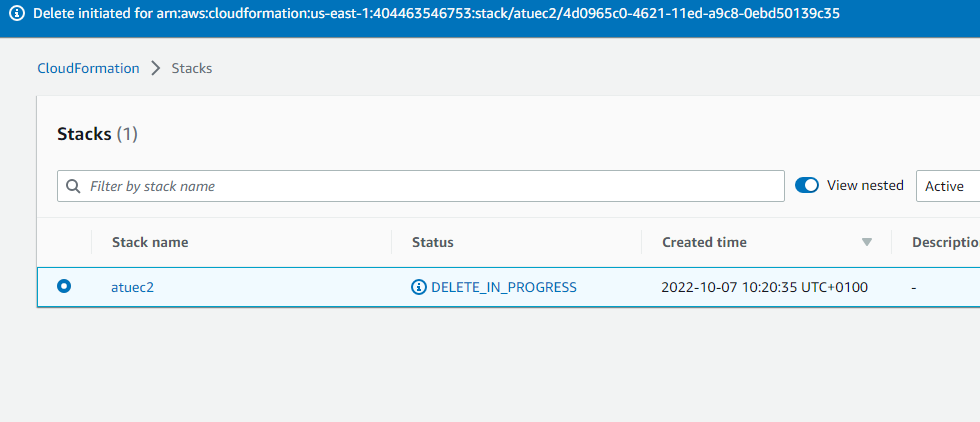 Delete initiated for arn:aws:cloudformation:us-east-1:404463546753:stack/atuec2/4d0965c0-4621-11ed-a9c8-0ebd50139c35
CloudFormation > Stacks
Stacks (1)
Filter by stack name View nested Active
Stack name Status Created time Descriptio
atuec2 DELETE_IN_PROGRESS 2022-10-07 10:20:35 UTC+0100 -